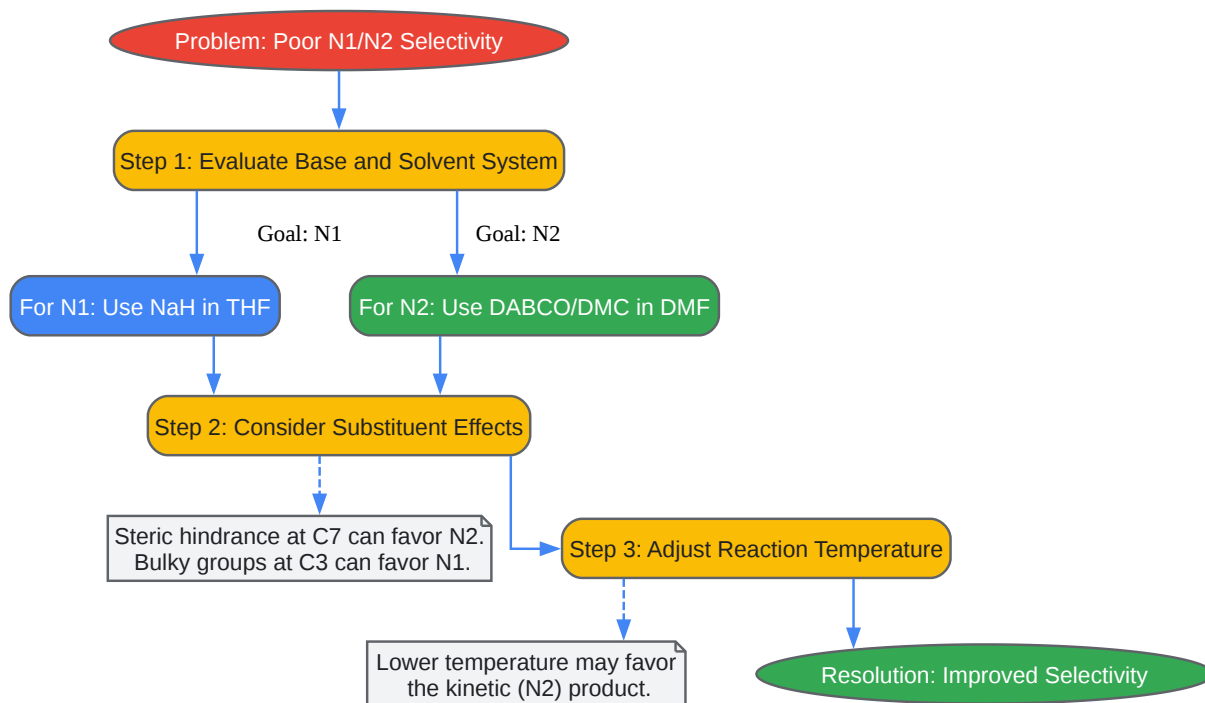 Problem: Poor N1/N2 Selectivity
Step 1: Evaluate Base and Solvent System
Goal: N1
Goal: N2
For N1: Use NaH in THF
For N2: Use DABCO/DMC in DMF
Step 2: Consider Substituent Effects
Steric hindrance at C7 can favor N2.
Bulky groups at C3 can favor N1.
Step 3: Adjust Reaction Temperature
Lower temperature may favor
the kinetic (N2) product.
Resolution: Improved Selectivity